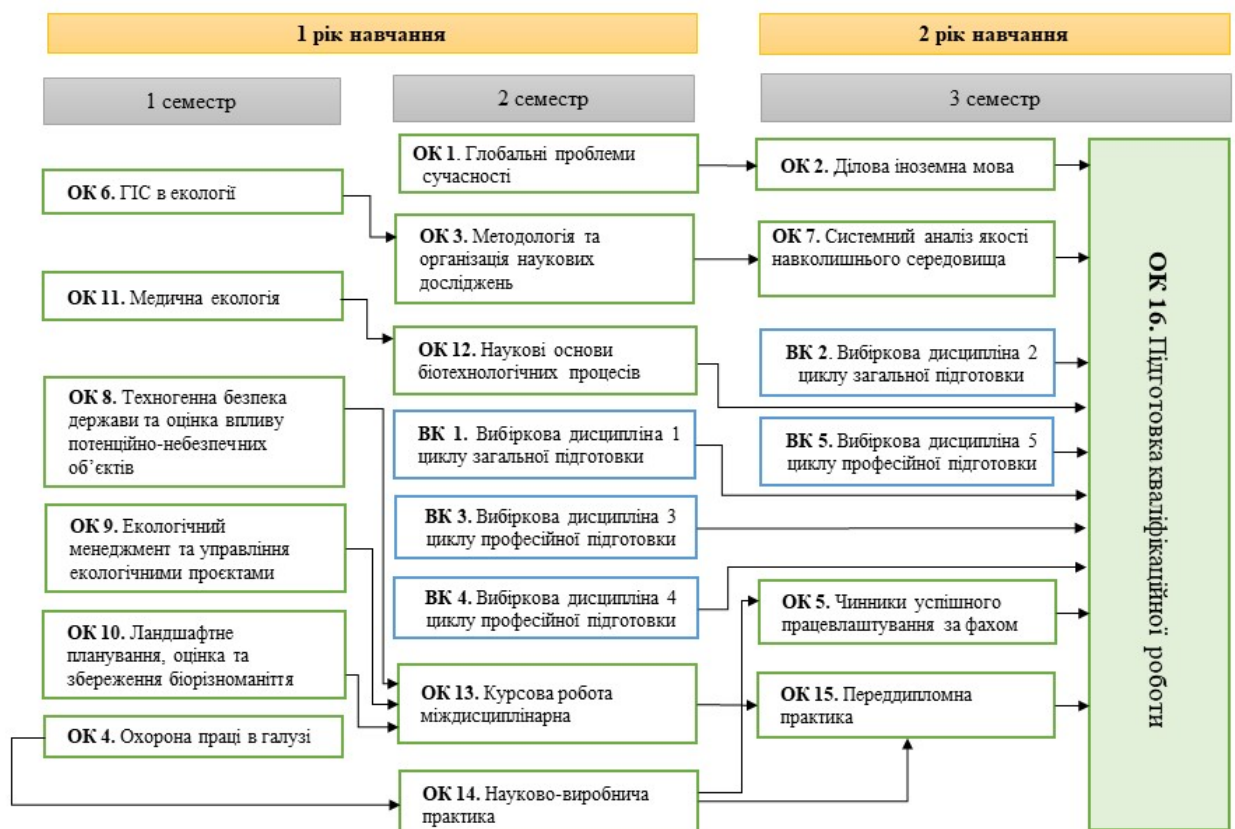 1 рік навчання
2 рік навчання
1 семестр
2 семестр
3 семестр
ОК 6. ГІС в екології
ОК 11. Медична екологія
ОК 8. Техногенна безпека
держави та оцінка впливу
потенційно-небезпечних
об’єктів
ОК 9. Екологічний
менеджмент та управління
екологічними проєктами
ОК 10. Ландшафтне
планування, оцінка та
збереження біорізноманіття
ОК 4. Охорона праці в галузі
ОК 1. Глобальні проблеми
сучасності
ОК 3. Методологія та
організація наукових
досліджень
ОК 12. Наукові основи
біотехнологічних процесів
ВК 1. Вибіркова дисципліна 1
циклу загальної підготовки
ВК 3. Вибіркова дисципліна 3
циклу професійної підготовки
ВК 4. Вибіркова дисципліна 4
циклу професійної підготовки
ОК 13. Курсова робота
міждисциплінарна
ОК 14. Науково-виробнича
практика
ОК 2. Ділова іноземна мова
ОК 7. Системний аналіз якості
навколишнього середовища
ВК 2. Вибіркова дисципліна 2
циклу загальної підготовки
ВК 5. Вибіркова дисципліна 5
циклу професійної підготовки
ОК 5. Чинники успішного
працевлаштування за фахом
ОК 15. Переддипломна
практика
ОК 16. Підготовка кваліфікаційної роботи